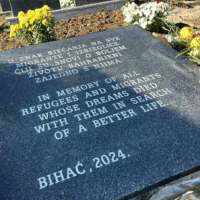 U ZNAK SJEĆANJA NA SVE
MIGRANTE I IZBJEGLICE
ČIJI SU SNOVI O BOLJEM
ŽIVOTU SAHRANJENI
ZAJEDNO S NJIMA.
IN MEMORY OF ALL
REFUGEES AND MIGRANTS
WHOSE DREAMS DIED
WITH THEM IN SEARCH
OF A BETTER LIFE.
BIHAĆ, 2024.